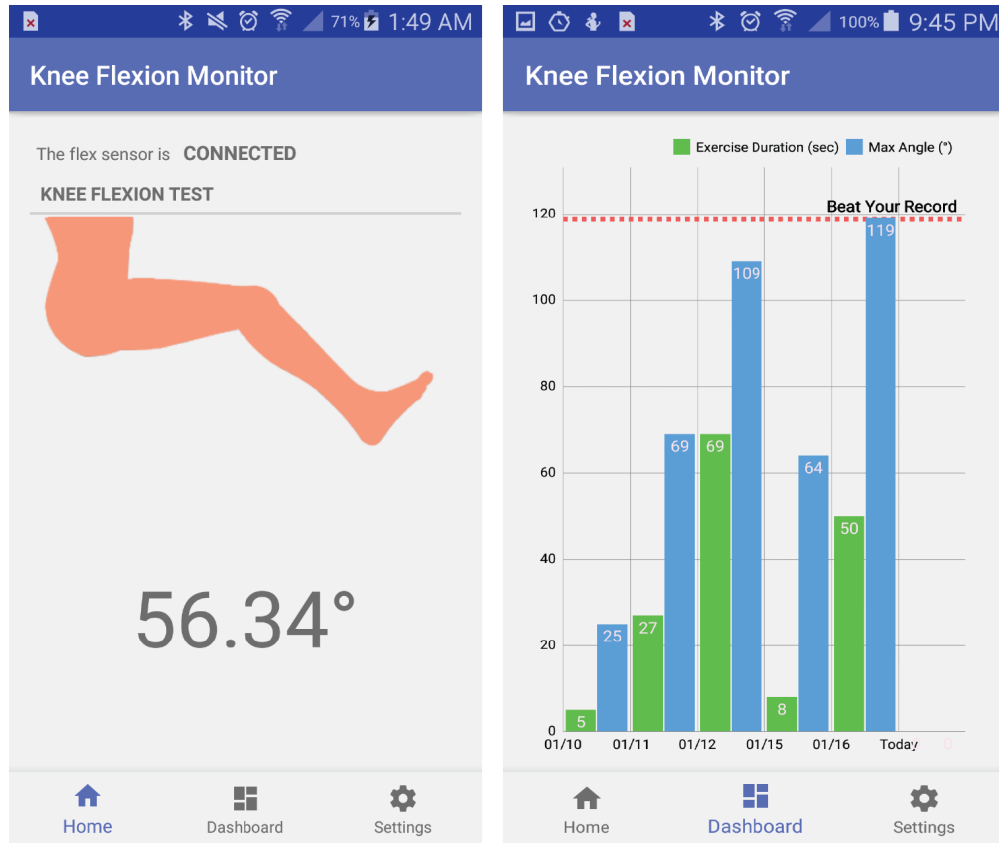 71% 1:49 AM
Knee Flexion Monitor
The flex sensor is CONNECTED
KNEE FLEXION TEST
56.34°
Home Dashboard Settings
100% 9:45 PM
Knee Flexion Monitor
Exercise Duration (sec) Max Angle (°)
Beat Your Record
120
119
109
100
80
69 69
64
60
50
40
25 27
20
5 8
0
01/10 01/11 01/12 01/15 01/16 Today 0
Home Dashboard Settings